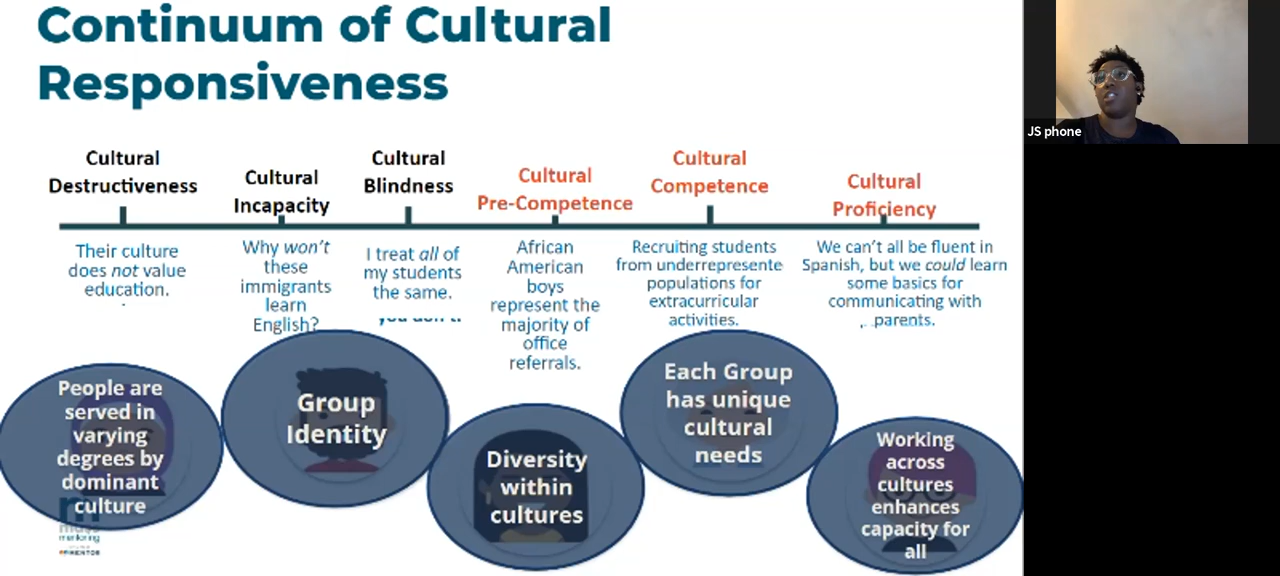 Continuum of Cultural
Responsiveness
Cultural
Destructiveness
Cultural
Incapacity
Cultural
Blindness
Cultural
Pre-Competence
Cultural
Competence
Cultural
Proficiency
Their culture
does not value
education.
Why won't
these
immigrants
learn
English?
I treat all of
my students
the same.
you don't
African
American
boys
represent the
majority of
office
referrals.
Recruiting students
from underrepresente
populations for
extracurricular
activities.
We can't all be fluent in
Spanish, but we could learn
some basics for
communicating with
parents.
People are
served in
varying
degrees by
dominant
culture
Group
Identity
Diversity
within
cultures
Each Group
has unique
cultural
needs
Working
across
cultures
enhances
capacity for
all
mentoring
MENTOR
JS phone